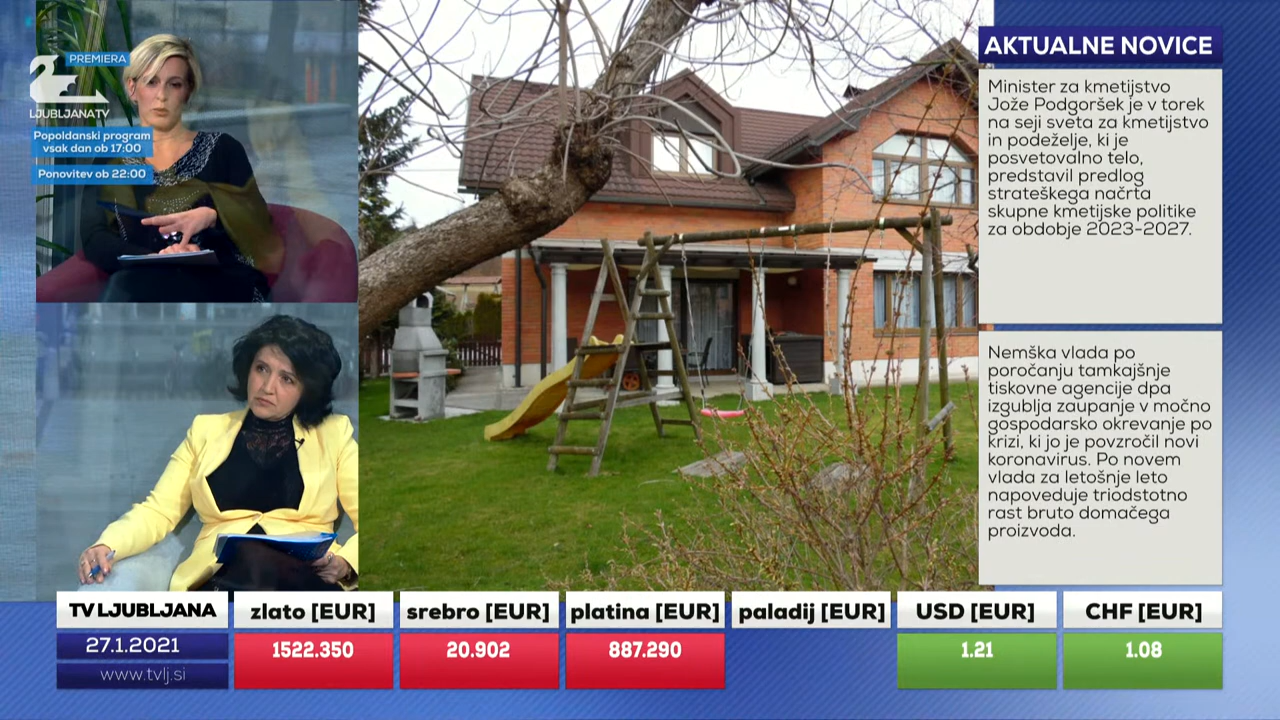 PREMIERA
LJUBLJANATV
Popoldanski program
vsak dan ob 17:00
Ponovitev ob 22:00
AKTUALNE NOVICE
Minister za kmetijstvo
Jože Podgoršek je v torek
na seji sveta za kmetijstvo
in podeželje, ki je
posvetovalno telo,
predstavil predlog
strateškega načrta
skupne kmetijske politike
za obdobje 2023-2027.
Nemška vlada po
poročanju tamkajšnje
tiskovne agencije dpa
izgublja zaupanje v močno
gospodarsko okrevanje po
krizi, ki jo je povzročil novi
koronavirus. Po novem
vlada za letošnje leto
napoveduje triodstotno
rast bruto domačega
proizvoda.
TV LJUBLJANA
zlato [EUR]
srebro [EUR]
platina [EUR]
paladij [EUR]
USD [EUR]
CHF [EUR]
27.1.2021
1522.350
20.902
887.290
1.21
1.08
www.tvlj.si